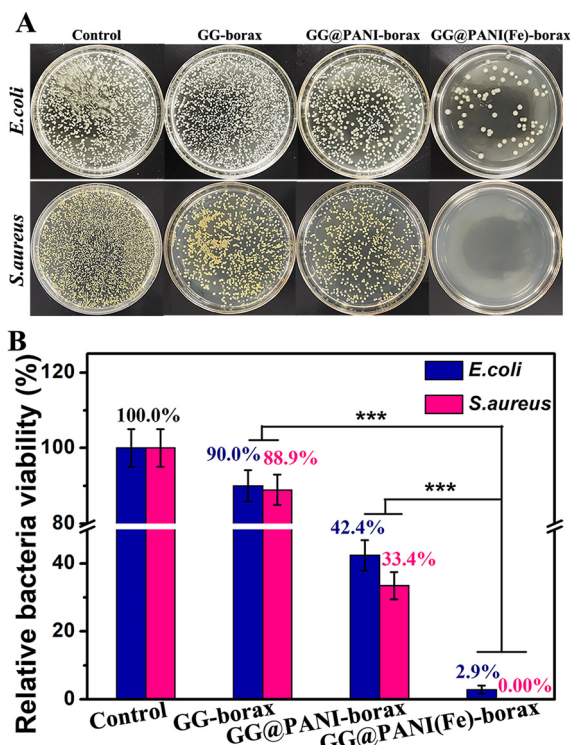 A
Control GG-borax GG@PANI-borax GG@PANI(Fe)-borax
E.coli
S.aureus
B
Relative bacteria viability (%)
120
100
80
40
20
0
E.coli
S.aureus
100.0%
90.0% 88.9%
42.4%
33.4%
2.9%
0.00%
***
***
Control GG-borax GG@PANI-borax GG@PANI(Fe)-borax